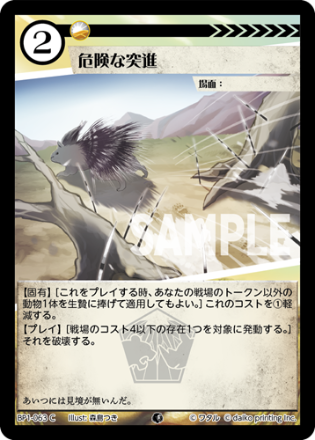 2
危険な突進
場面：
SAMPLE
【固有】［これをプレイする時、あなたの戦場のトークン以外の
動物1体を生贄に捧げて適用してもよい。］このコストを①軽
減する。
【プレイ】［戦場のコスト4以下の存在1つを対象に発動する。］
それを破壊する。
あいつには見境が無いんだ。
BP1-053 C Illust: 森島つき © ワタル © daiko printing inc.